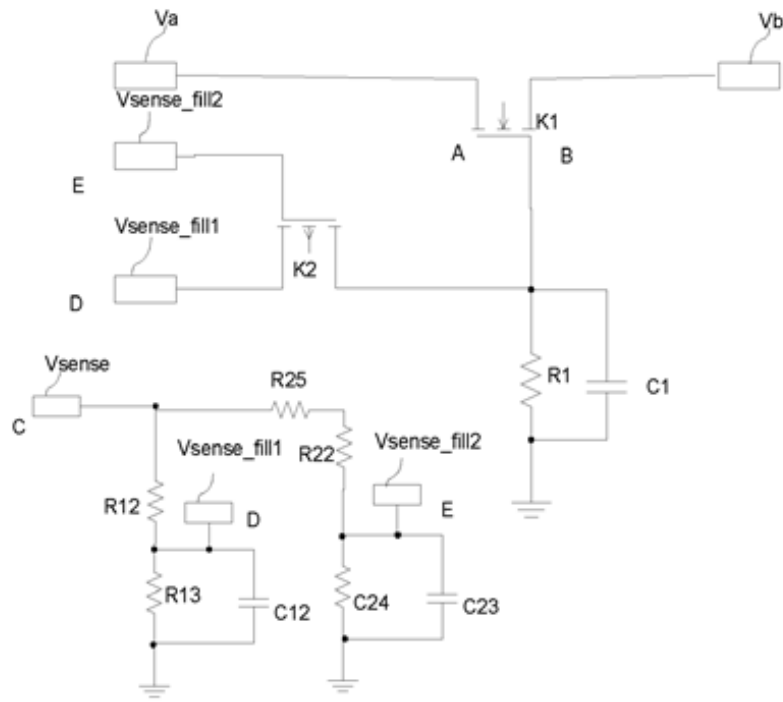 Va
Vb
Vsense_fill2
K1
A
B
E
Vsense_fill1
K2
D
Vsense
R25
R1
C1
C
Vsense_fill1
R22
Vsense_fill2
R12
D
E
R13
C12
C24
C23